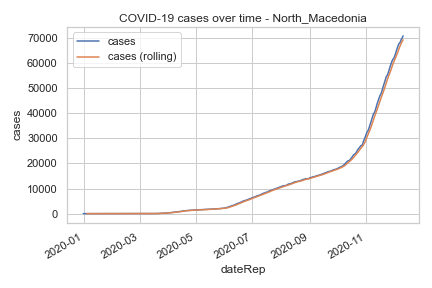 COVID-19 cases over time - North_Macedonia
cases
cases (rolling)
70000
60000
50000
40000
30000
20000
10000
0
cases
2020-01
2020-03
2020-05
2020-07
2020-09
2020-11
dateRep